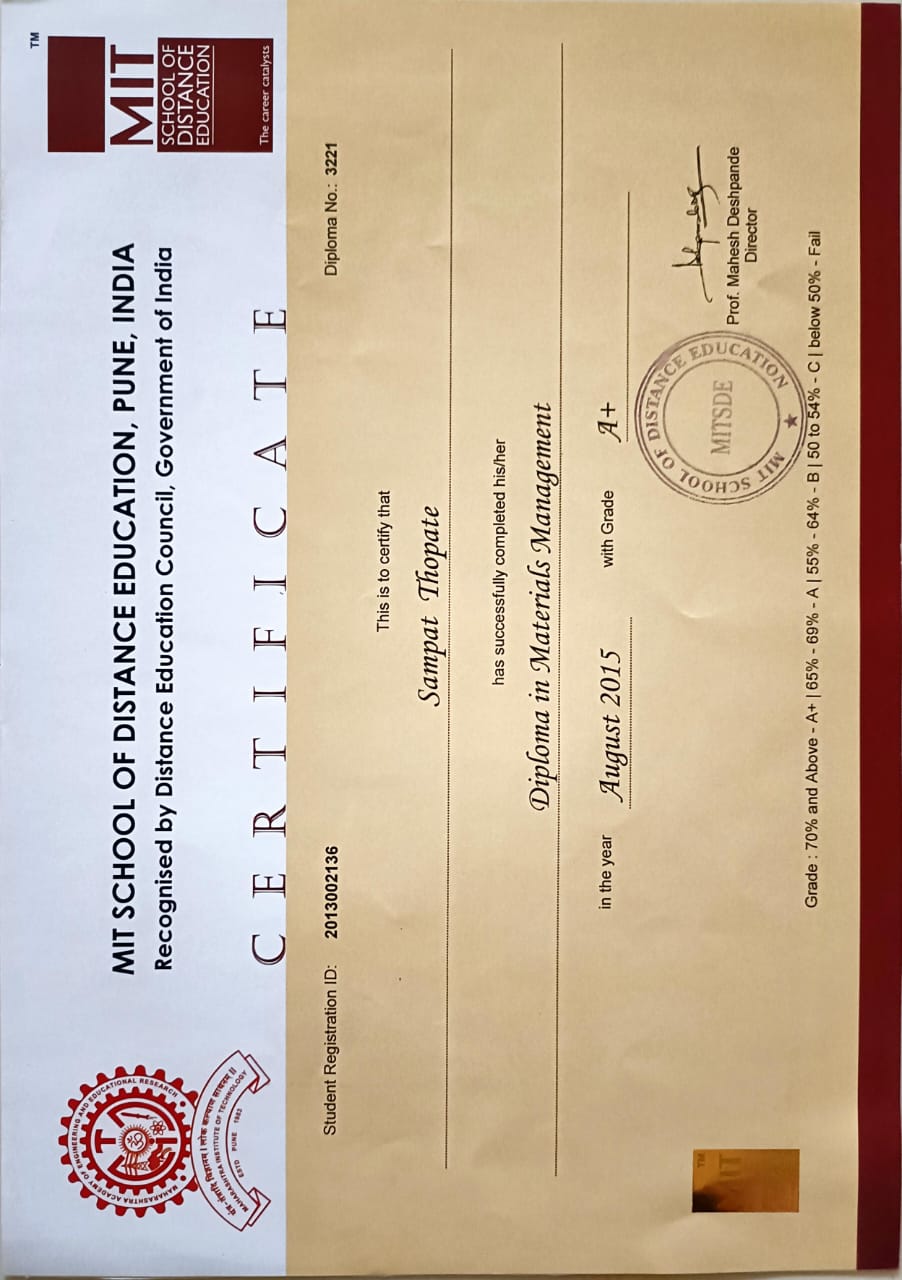 MAHARASHTRA ACADEMY OF ENGINEERING AND EDUCATIONAL RESEARCH
MAHARASHTRA INSTITUTE OF TECHNOLOGY
ESTD PUNE 1983
MIT SCHOOL OF DISTANCE EDUCATION, PUNE, INDIA
Recognised by Distance Education Council, Government of India
TM
MIT
SCHOOL OF
DISTANCE
EDUCATION
The career catalysts
CERTIFICATE
Student Registration ID: 2013002136
Diploma No.: 3221
This is to certify that
Sampat Thopate
has successfully completed his/her
Diploma in Materials Management
in the year August 2015 with Grade A+
MIT SCHOOL OF DISTANCE EDUCATION
MITSDE
Prof. Mahesh Deshpande
Director
Grade : 70% and Above - A+ | 65% - 69% - A | 55% - 64% - B | 50 to 54% - C | below 50% - Fail